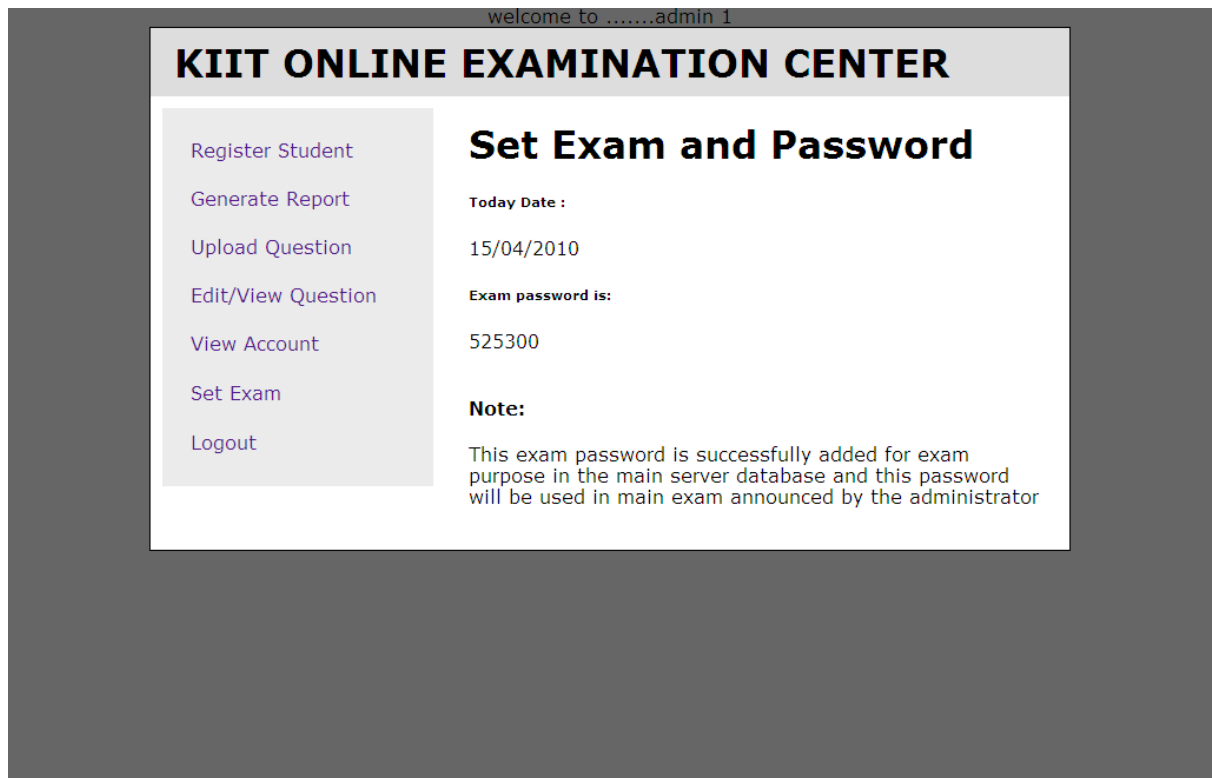 welcome to .......admin 1
KIIT ONLINE EXAMINATION CENTER
Register Student
Generate Report
Upload Question
Edit/View Question
View Account
Set Exam
Logout
Set Exam and Password
Today Date :
15/04/2010
Exam password is:
525300
Note:
This exam password is successfully added for exam
purpose in the main server database and this password
will be used in main exam announced by the administrator